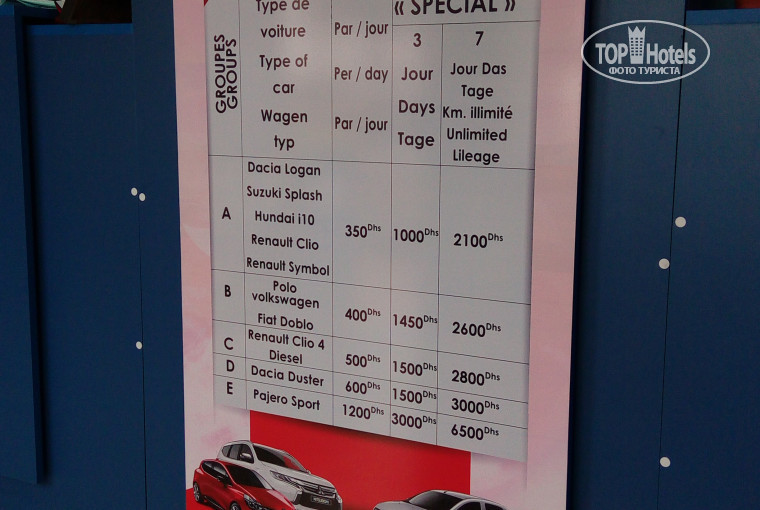 « SPECIAL »
GROUPES
GROUPS
Type de
voiture
Type of
car
Wagen
typ
Par / jour
Per / day
Par / jour
3
Jour
Days
Tage
7
Jour Das
Tage
Km. illimité
Unlimited
Lileage
A
Dacia Logan
Suzuki Splash
Hundai i10
Renault Clio
Renault Symbol
350Dhs
1000Dhs
2100Dhs
B
Polo
volkswagen
Fiat Doblo
400Dhs
1450Dhs
2600Dhs
C
Renault Clio 4
Diesel
500Dhs
1500Dhs
2800Dhs
D
Dacia Duster
600Dhs
1500Dhs
3000Dhs
E
Pajero Sport
1200Dhs
3000Dhs
6500Dhs
TOP Hotels
ФОТО ТУРИСТА